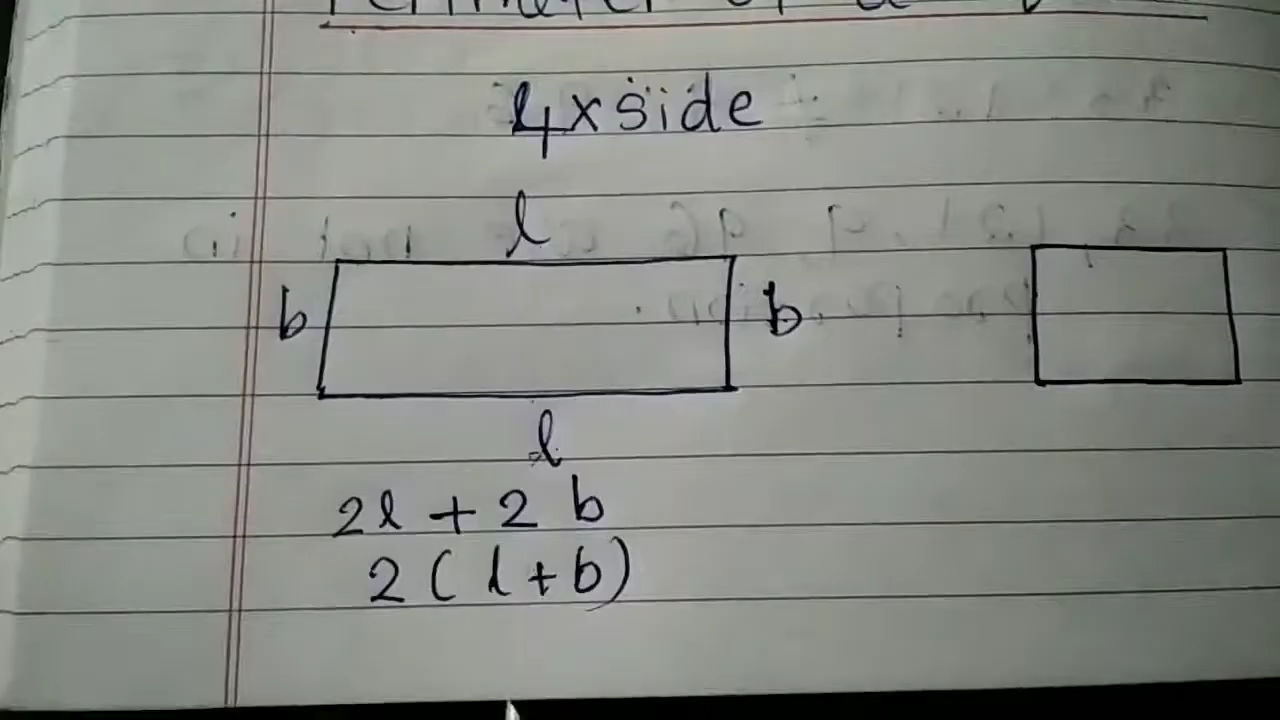 4xside
l
b b
l
2l + 2 b
2 ( l + b )